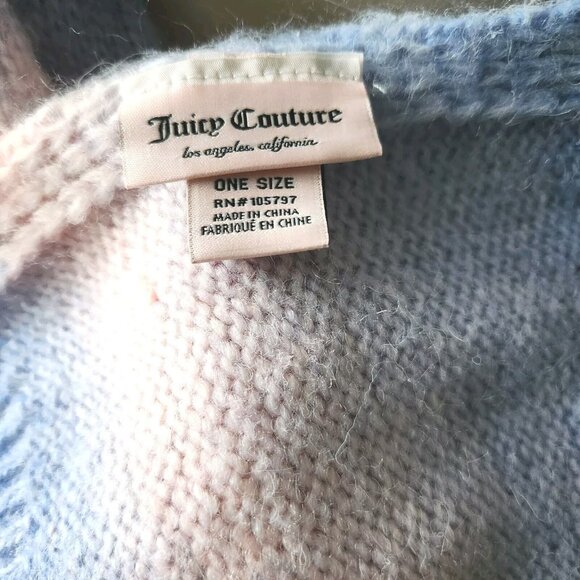 Juicy Couture
los angeles, california
ONE SIZE
RN# 105797
MADE IN CHINA
FABRIQUÉ EN CHINE